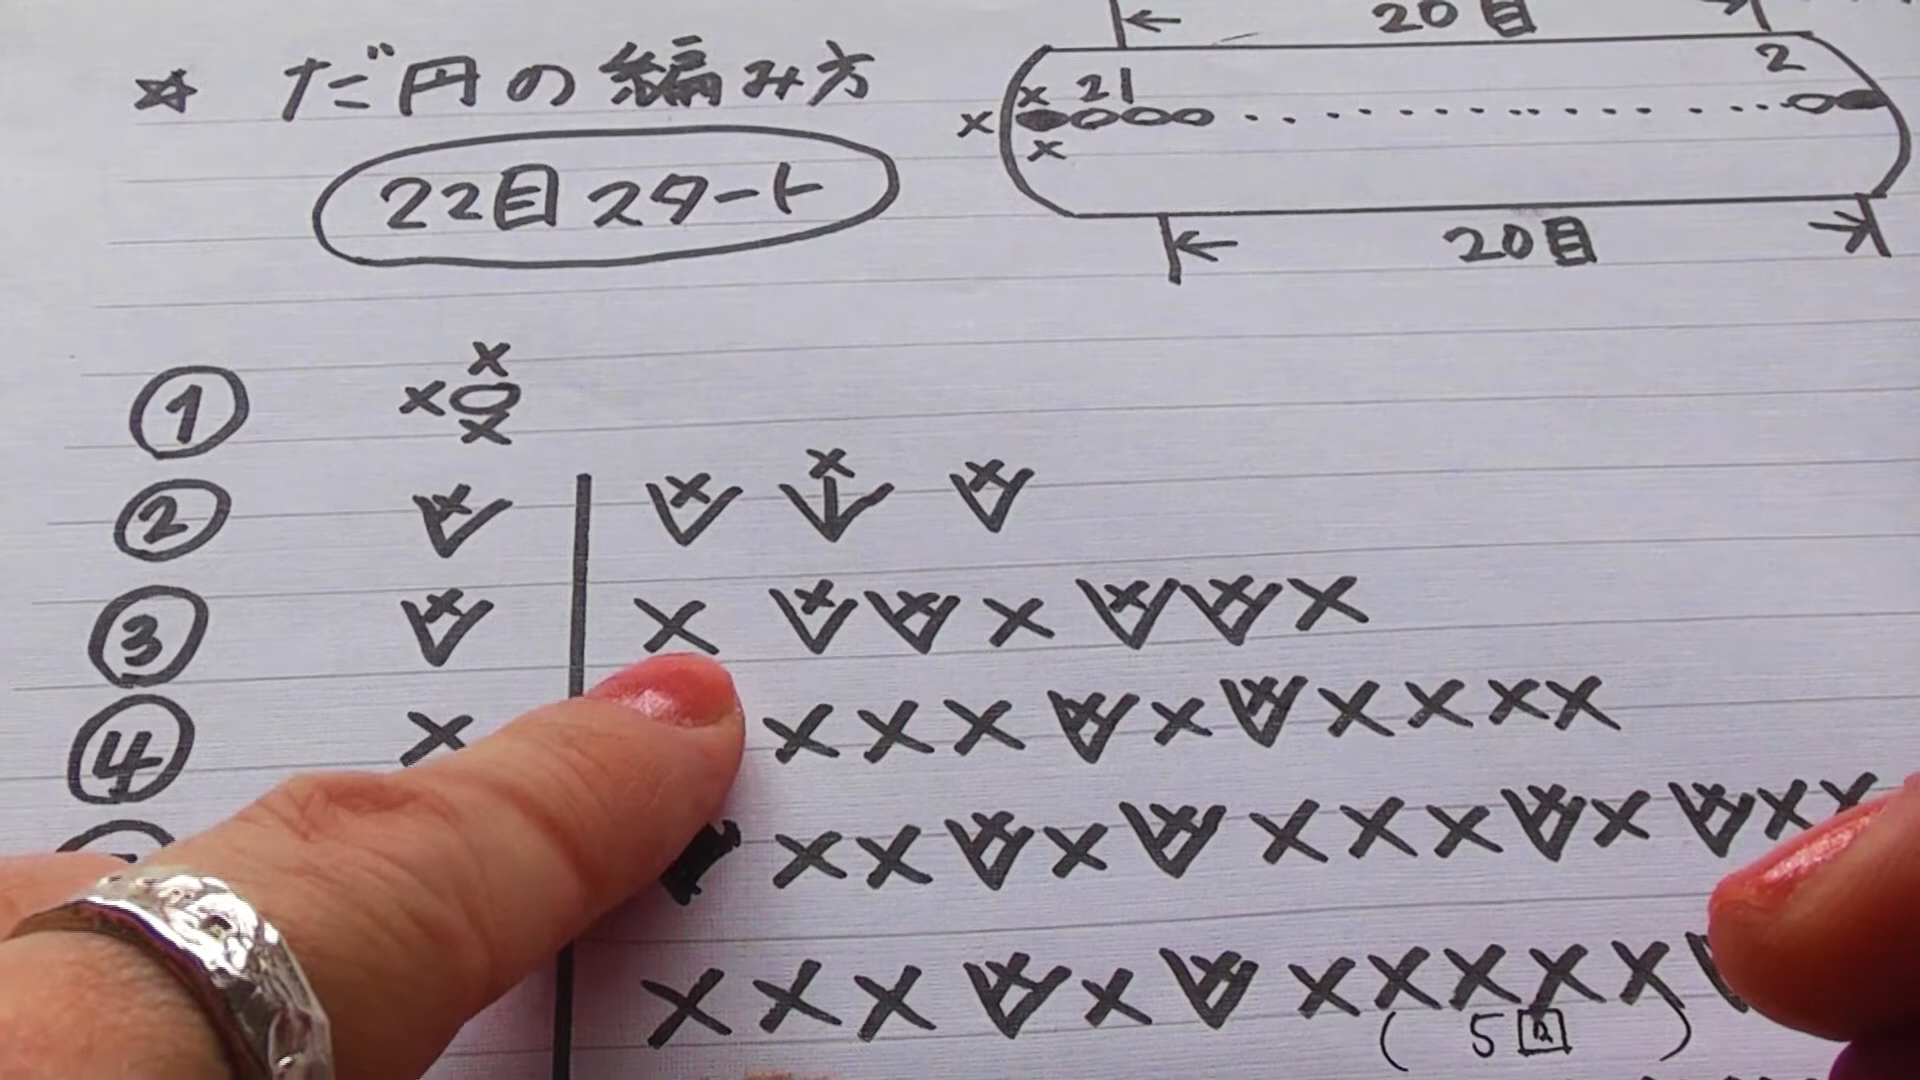 ☆ だ円の編み方
22目スタート
20目
x 21 2
x
x
20目
① x x x
② x x x x
③ x x x x x x x x
④ x x x x x x x x x x x
x x x x x x x x x x x x x
x x x x x x x x x x x
( 5目 )